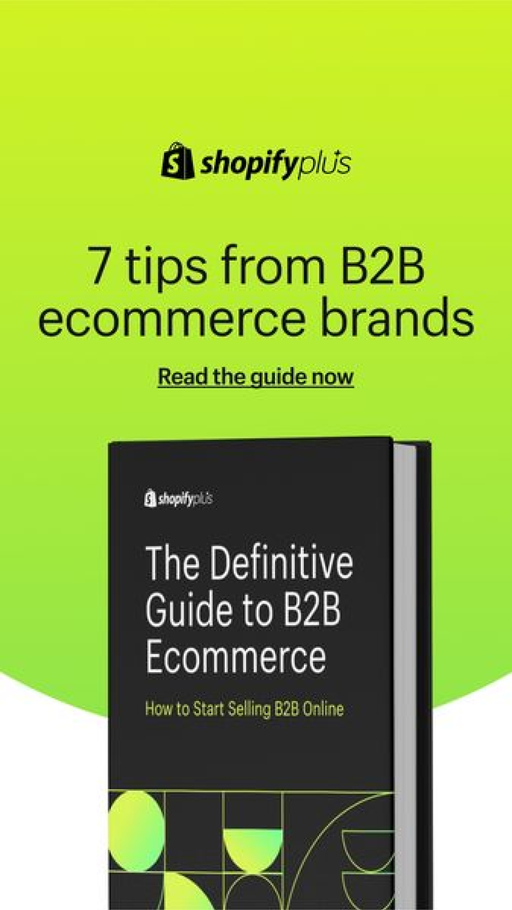 shopifyplus
7 tips from B2B
ecommerce brands
Read the guide now
shopifyplus
The Definitive
Guide to B2B
Ecommerce
How to Start Selling B2B Online